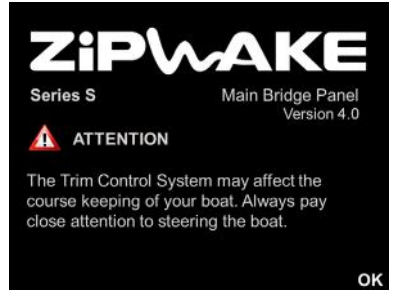 ZiPWAKE
Series S
Main Bridge Panel
Version 4.0
ATTENTION
The Trim Control System may affect the
course keeping of your boat. Always pay
close attention to steering the boat.
OK